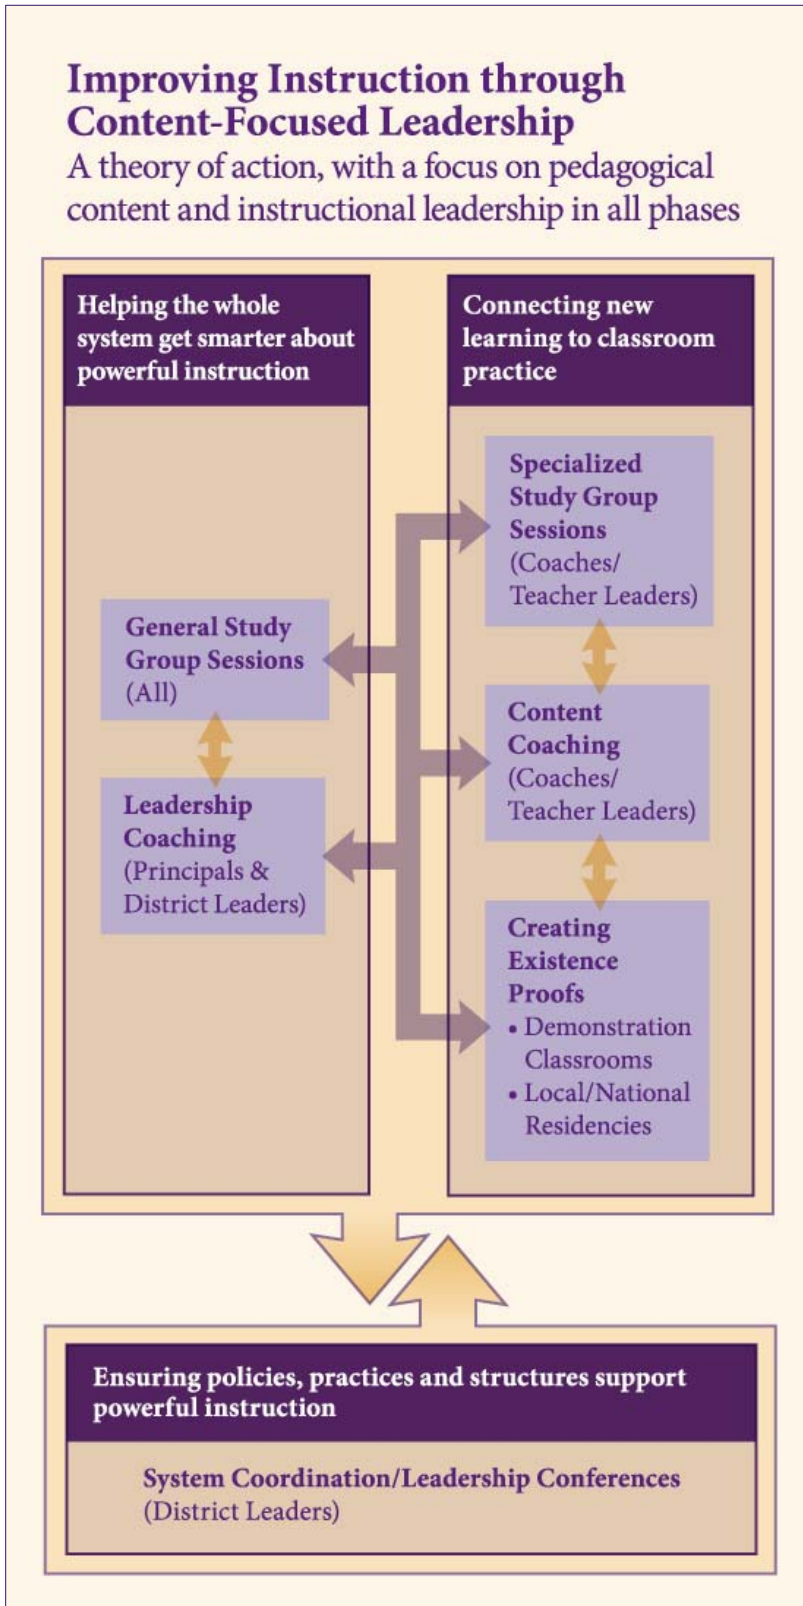 Improving Instruction through
Content-Focused Leadership
A theory of action, with a focus on pedagogical
content and instructional leadership in all phases
Helping the whole
system get smarter about
powerful instruction
General Study
Group Sessions
(All)
Leadership
Coaching
(Principals &
District Leaders)
Connecting new
learning to classroom
practice
Specialized
Study Group
Sessions
(Coaches/
Teacher Leaders)
Content
Coaching
(Coaches/
Teacher Leaders)
Creating
Existence
Proofs
• Demonstration
Classrooms
• Local/National
Residencies
Ensuring policies, practices and structures support
powerful instruction
System Coordination/Leadership Conferences
(District Leaders)